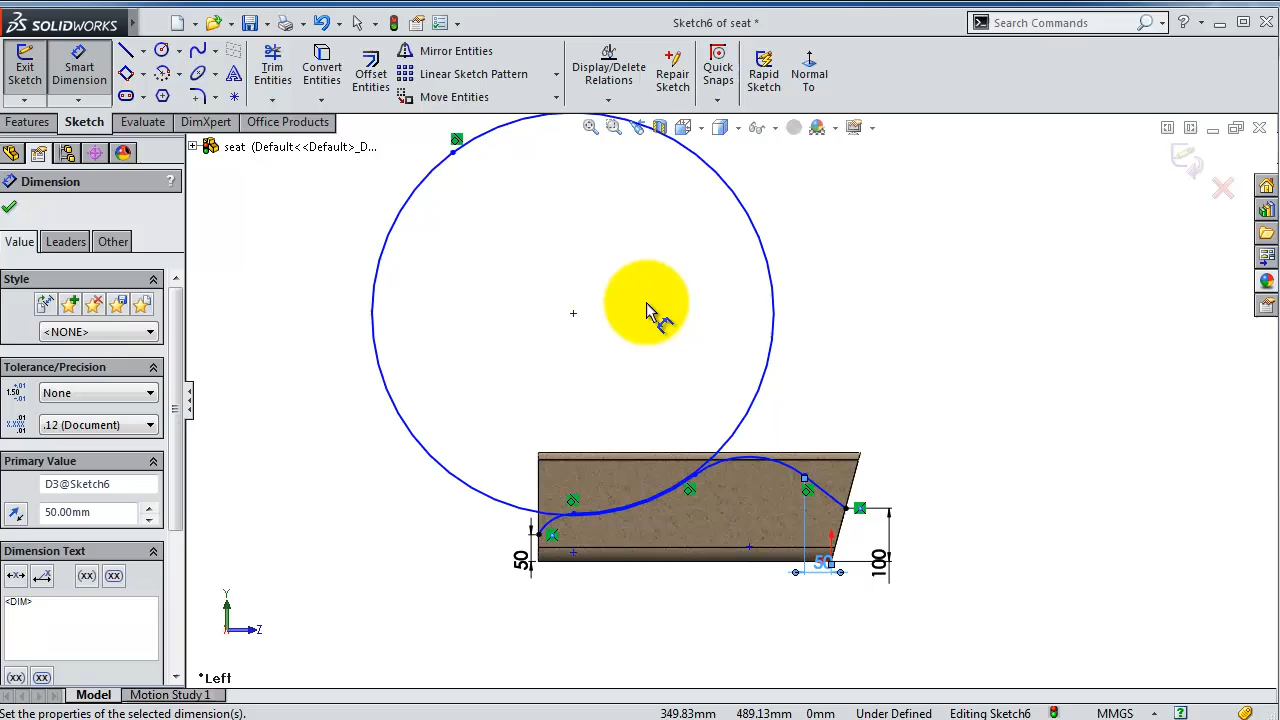 SOLIDWORKS
Sketch6 of seat *
Search Commands
Exit Sketch
Smart Dimension
Trim Entities
Convert Entities
Offset Entities
Mirror Entities
Linear Sketch Pattern
Move Entities
Display/Delete Relations
Repair Sketch
Quick Snaps
Rapid Sketch
Normal To
Features
Sketch
Evaluate
DimXpert
Office Products
seat (Default<<Default>_D...
Dimension
?
Value
Leaders
Other
Style
<NONE>
Tolerance/Precision
None
.12 (Document)
Primary Value
D3@Sketch6
50.00mm
Dimension Text
(xx)
(xx)
<DIM>
(xx)
(xx)
50
50
100
Y
Z
*Left
Model
Motion Study 1
Set the properties of the selected dimension(s).
349.83mm
489.13mm
0mm
Under Defined
Editing Sketch6
MMGS